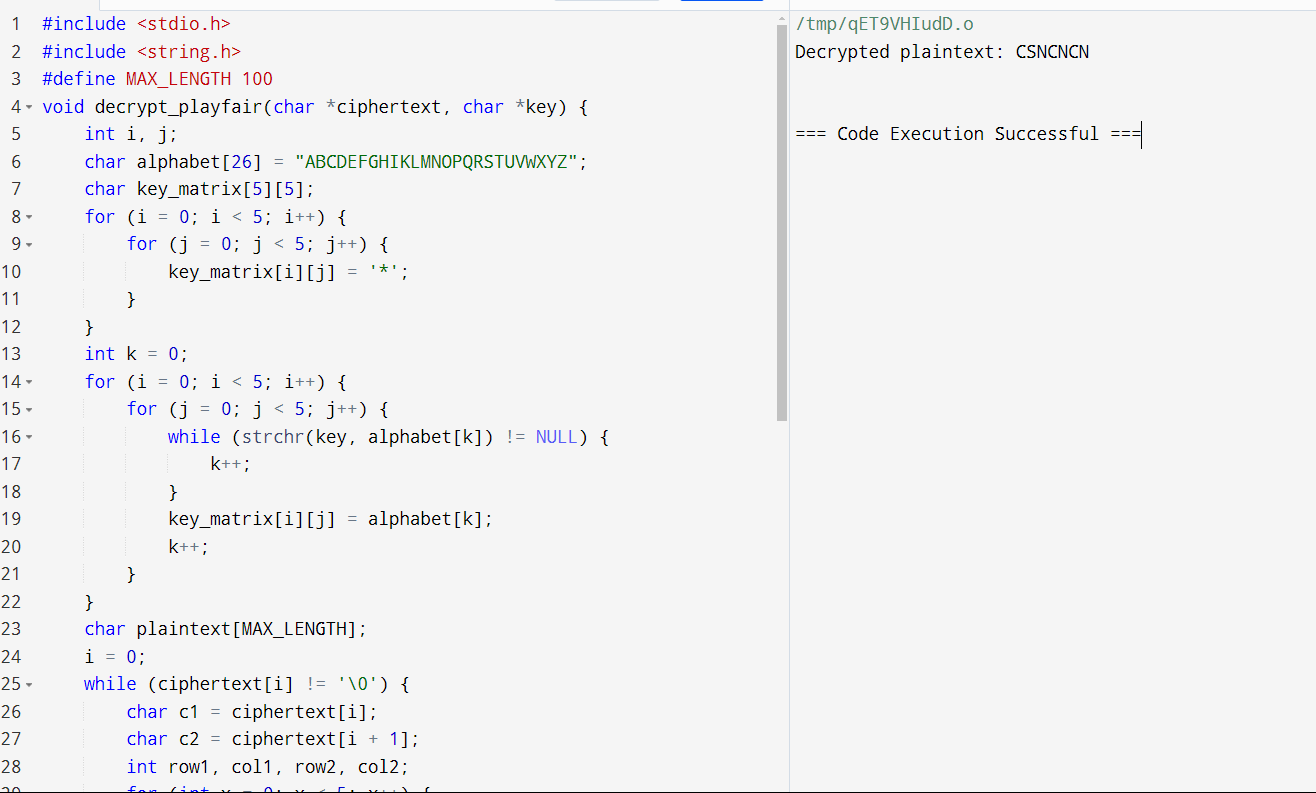 1 #include <stdio.h>
2 #include <string.h>
3 #define MAX_LENGTH 100
4 void decrypt_playfair(char *ciphertext, char *key) {
5     int i, j;
6     char alphabet[26] = "ABCDEFGHIKLMNOPQRSTUVWXYZ";
7     char key_matrix[5][5];
8     for (i = 0; i < 5; i++) {
9         for (j = 0; j < 5; j++) {
10             key_matrix[i][j] = '*';
11         }
12     }
13     int k = 0;
14     for (i = 0; i < 5; i++) {
15         for (j = 0; j < 5; j++) {
16             while (strchr(key, alphabet[k]) != NULL) {
17                 k++;
18             }
19             key_matrix[i][j] = alphabet[k];
20             k++;
21         }
22     }
23     char plaintext[MAX_LENGTH];
24     i = 0;
25     while (ciphertext[i] != '\0') {
26         char c1 = ciphertext[i];
27         char c2 = ciphertext[i + 1];
28         int row1, col1, row2, col2;
29         for (int x = 0; x < 5; x++) {
/tmp/qET9VHIudD.o
Decrypted plaintext: CSNCNCN
=== Code Execution Successful ===